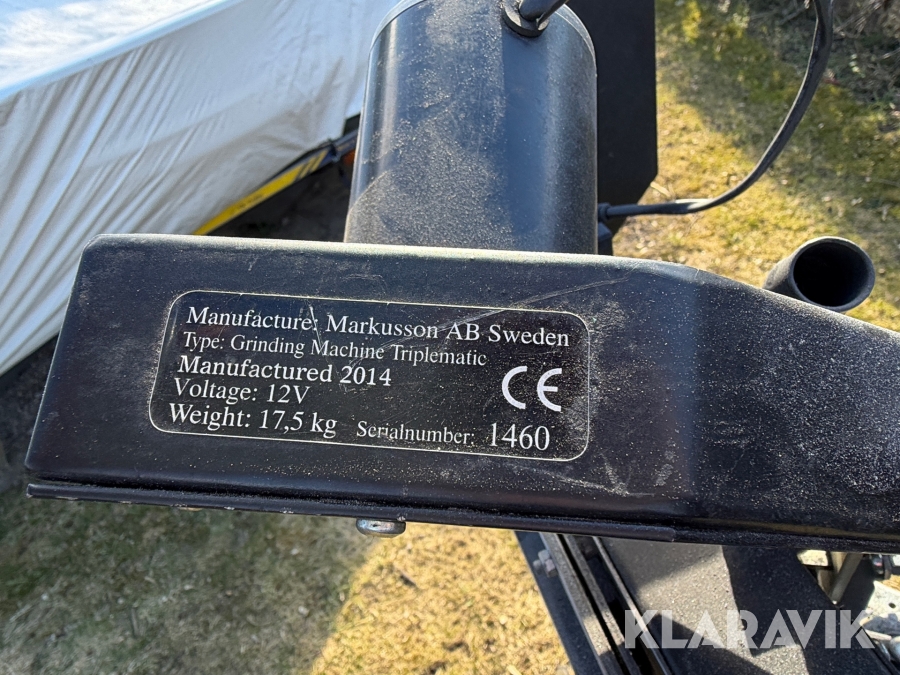 Manufacture: Markusson AB Sweden
Type: Grinding Machine Triplematic
Manufactured 2014
Voltage: 12V
CE
Weight: 17,5 kg Serialnumber: 1460
KLARAVIK